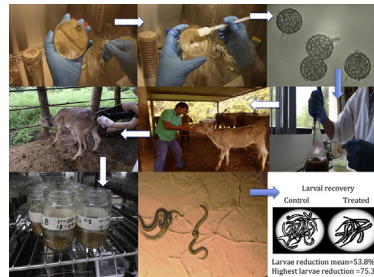 Larval recovery
Control Treated
Larvae reduction mean=53.8%
Highest larvae reduction =75.3